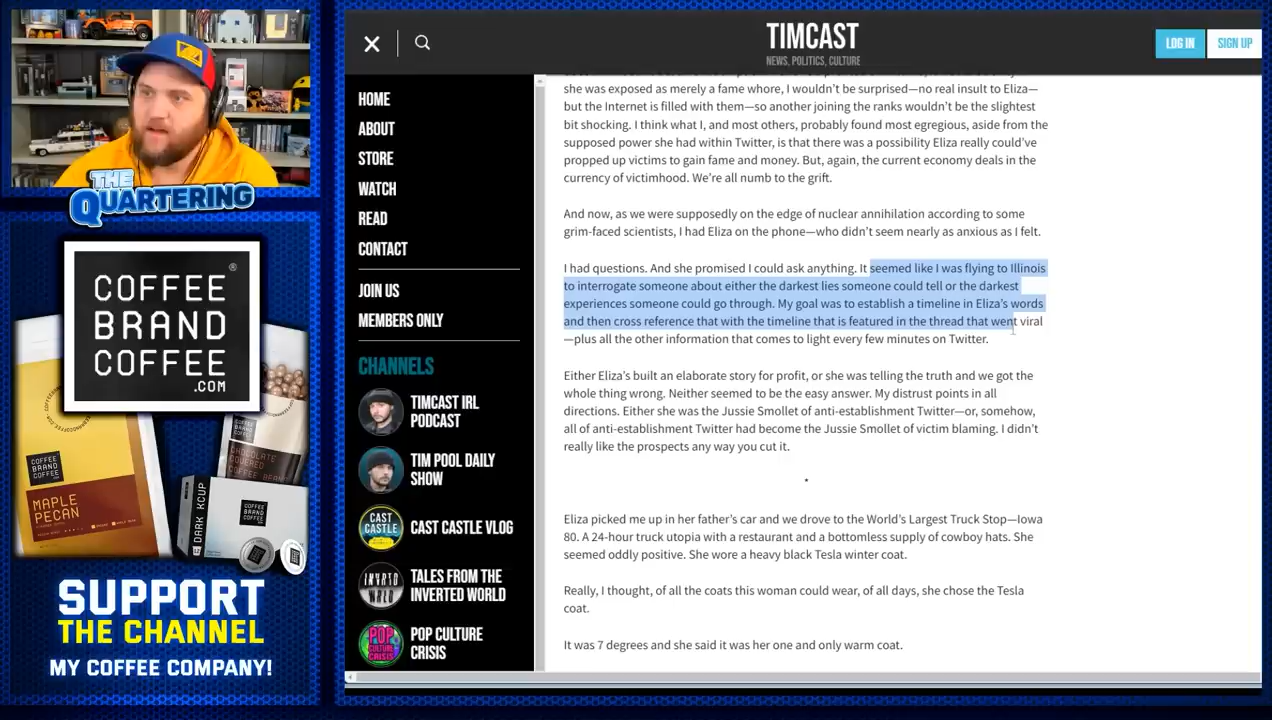 THE
QUARTERING
COFFEE
BRAND
COFFEE
.COM
®
MAPLE
PECAN
DARK KCUP
COFFEE
BRAND
COFFEE
SUPPORT
THE CHANNEL
MY COFFEE COMPANY!
TIMCAST
NEWS, POLITICS, CULTURE
LOG IN
SIGN UP
HOME
ABOUT
STORE
WATCH
READ
CONTACT
JOIN US
MEMBERS ONLY
CHANNELS
TIMCAST IRL
PODCAST
TIM POOL DAILY
SHOW
CAST
CASTLE
CAST CASTLE VLOG
TALES FROM THE
INVERTED WORLD
POP
CULTURE
CRISIS
POP CULTURE
CRISIS
she was exposed as merely a fame whore, I wouldn't be surprised—no real insult to Eliza—
but the Internet is filled with them—so another joining the ranks wouldn't be the slightest
bit shocking. I think what I, and most others, probably found most egregious, aside from the
supposed power she had within Twitter, is that there was a possibility Eliza really could've
propped up victims to gain fame and money. But, again, the current economy deals in the
currency of victimhood. We're all numb to the grift.
And now, as we were supposedly on the edge of nuclear annihilation according to some
grim-faced scientists, I had Eliza on the phone—who didn't seem nearly as anxious as I felt.
I had questions. And she promised I could ask anything. It seemed like I was flying to Illinois
to interrogate someone about either the darkest lies someone could tell or the darkest
experiences someone could go through. My goal was to establish a timeline in Eliza's words
and then cross reference that with the timeline that is featured in the thread that went viral
—plus all the other information that comes to light every few minutes on Twitter.
Either Eliza's built an elaborate story for profit, or she was telling the truth and we got the
whole thing wrong. Neither seemed to be the easy answer. My distrust points in all
directions. Either she was the Jussie Smollet of anti-establishment Twitter—or, somehow,
all of anti-establishment Twitter had become the Jussie Smollet of victim blaming. I didn't
really like the prospects any way you cut it.
*
Eliza picked me up in her father's car and we drove to the World's Largest Truck Stop—Iowa
80. A 24-hour truck utopia with a restaurant and a bottomless supply of cowboy hats. She
seemed oddly positive. She wore a heavy black Tesla winter coat.
Really, I thought, of all the coats this woman could wear, of all days, she chose the Tesla
coat.
It was 7 degrees and she said it was her one and only warm coat.